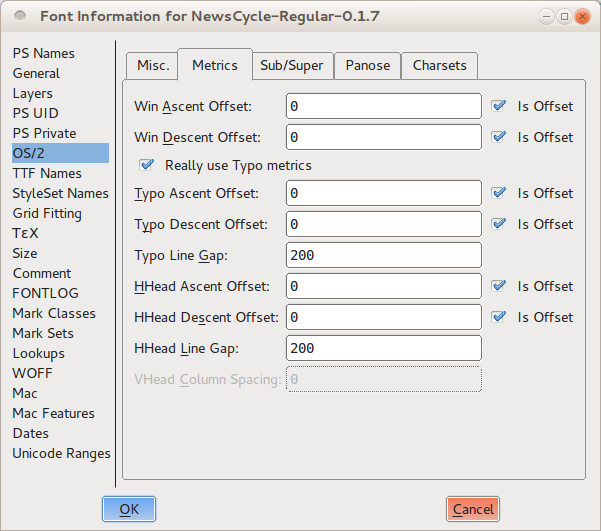 Font Information for NewsCycle-Regular-0.1.7
PS Names
General
Layers
PS UID
PS Private
OS/2
TTF Names
StyleSet Names
Grid Fitting
ΤεΧ
Size
Comment
FONTLOG
Mark Classes
Mark Sets
Lookups
WOFF
Mac
Mac Features
Dates
Unicode Ranges
Misc. Metrics Sub/Super Panose Charsets
Win Ascent Offset: 0 Is Offset
Win Descent Offset: 0 Is Offset
Really use Typo metrics
Typo Ascent Offset: 0 Is Offset
Typo Descent Offset: 0 Is Offset
Typo Line Gap: 200
HHead Ascent Offset: 0 Is Offset
HHead Descent Offset: 0 Is Offset
HHead Line Gap: 200
VHead Column Spacing: 0
OK Cancel